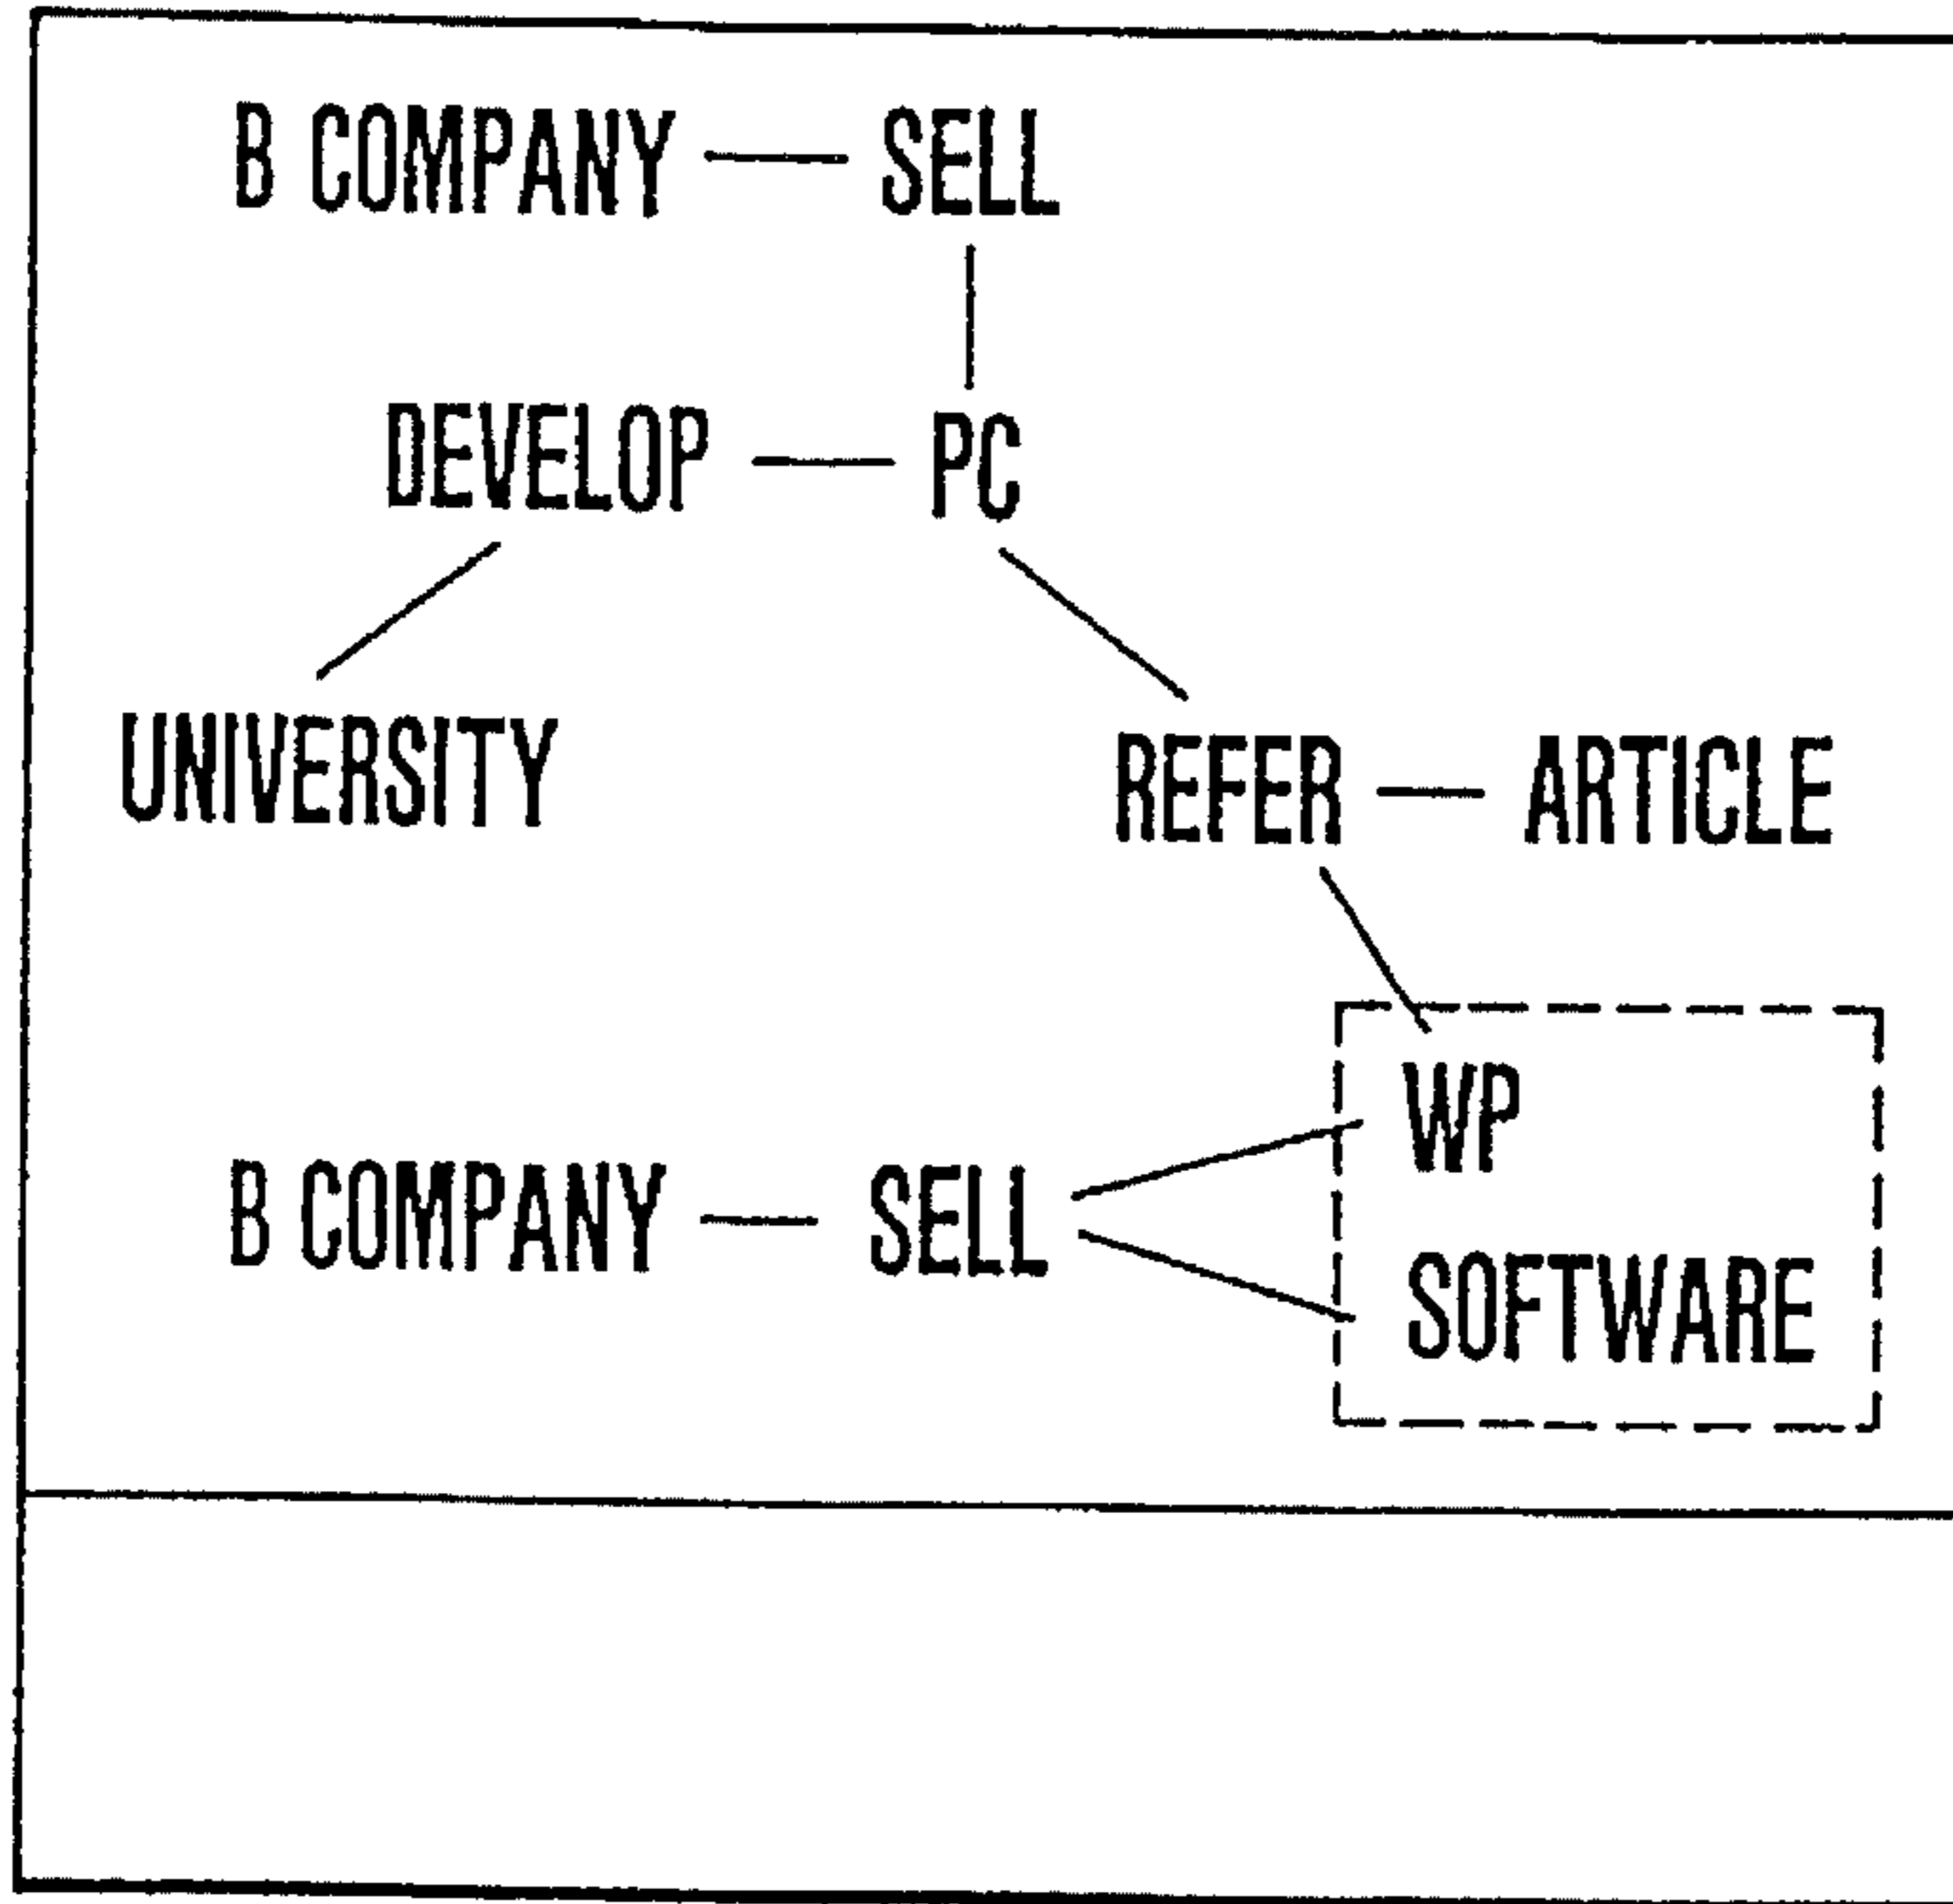 B COMPANY — SELL
DEVELOP — PC
UNIVERSITY
REFER — ARTICLE
WP
B COMPANY — SELL
SOFTWARE